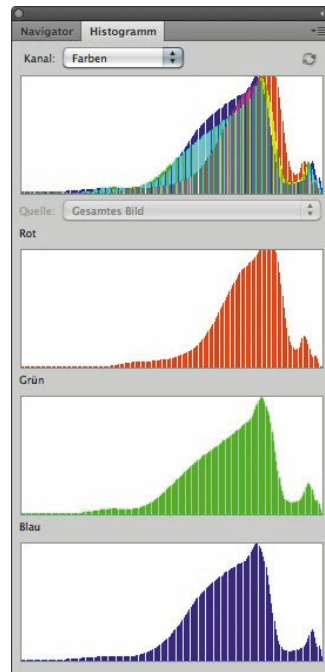 Navigator Histogramm
Kanal: Farben
Quelle: Gesamtes Bild
Rot
Grün
Blau